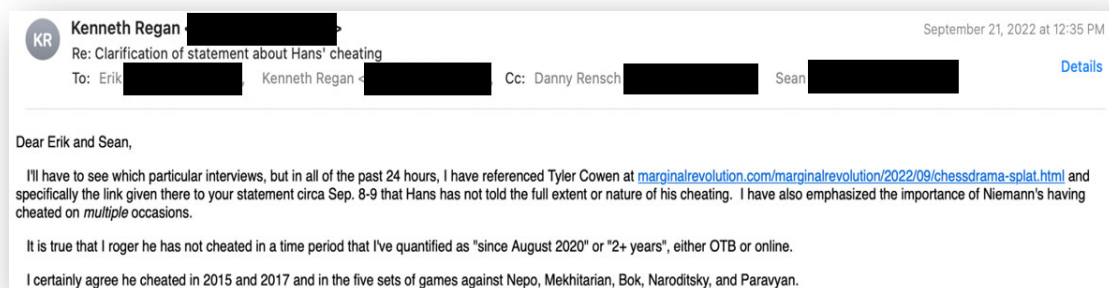 KR
Kenneth Regan < >
September 21, 2022 at 12:35 PM
Re: Clarification of statement about Hans' cheating
To: Erik , Kenneth Regan < , Cc: Danny Rensch Sean
Details
Dear Erik and Sean,
I'll have to see which particular interviews, but in all of the past 24 hours, I have referenced Tyler Cowen at marginalrevolution.com/marginalrevolution/2022/09/chessdrama-splat.html and
specifically the link given there to your statement circa Sep. 8-9 that Hans has not told the full extent or nature of his cheating. I have also emphasized the importance of Niemann's having
cheated on multiple occasions.
It is true that I roger he has not cheated in a time period that I've quantified as "since August 2020" or "2+ years", either OTB or online.
I certainly agree he cheated in 2015 and 2017 and in the five sets of games against Nepo, Mekhitarian, Bok, Naroditsky, and Paravyan.